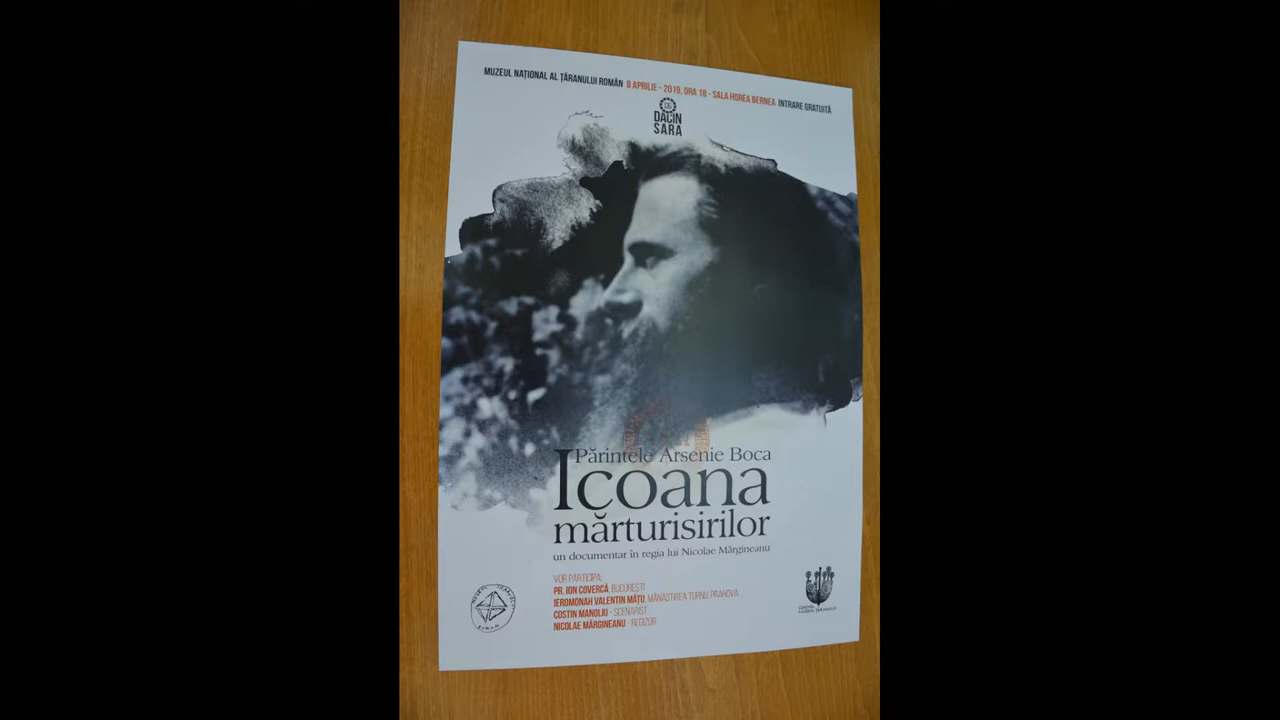 MUZEUL NAȚIONAL AL ȚĂRANULUI ROMÂN 8 APRILIE - 2019, ORA 18 - SALA HOREA BERNEA INTRARE GRATUITĂ
DACIN
SARA
Părintele Arsenie Boca
Icoana
mărturisirilor
un documentar în regia lui Nicolae Mărgineanu
VOR PARTICIPA:
PR. ION COVERCĂ, BUCUREȘTI
IEROMONAH VALENTIN MÂȚU, MĂNĂSTIREA TURNU, PRAHOVA
COSTIN MANOLIU - SCENARIST
NICOLAE MĂRGINEANU - REGIZOR